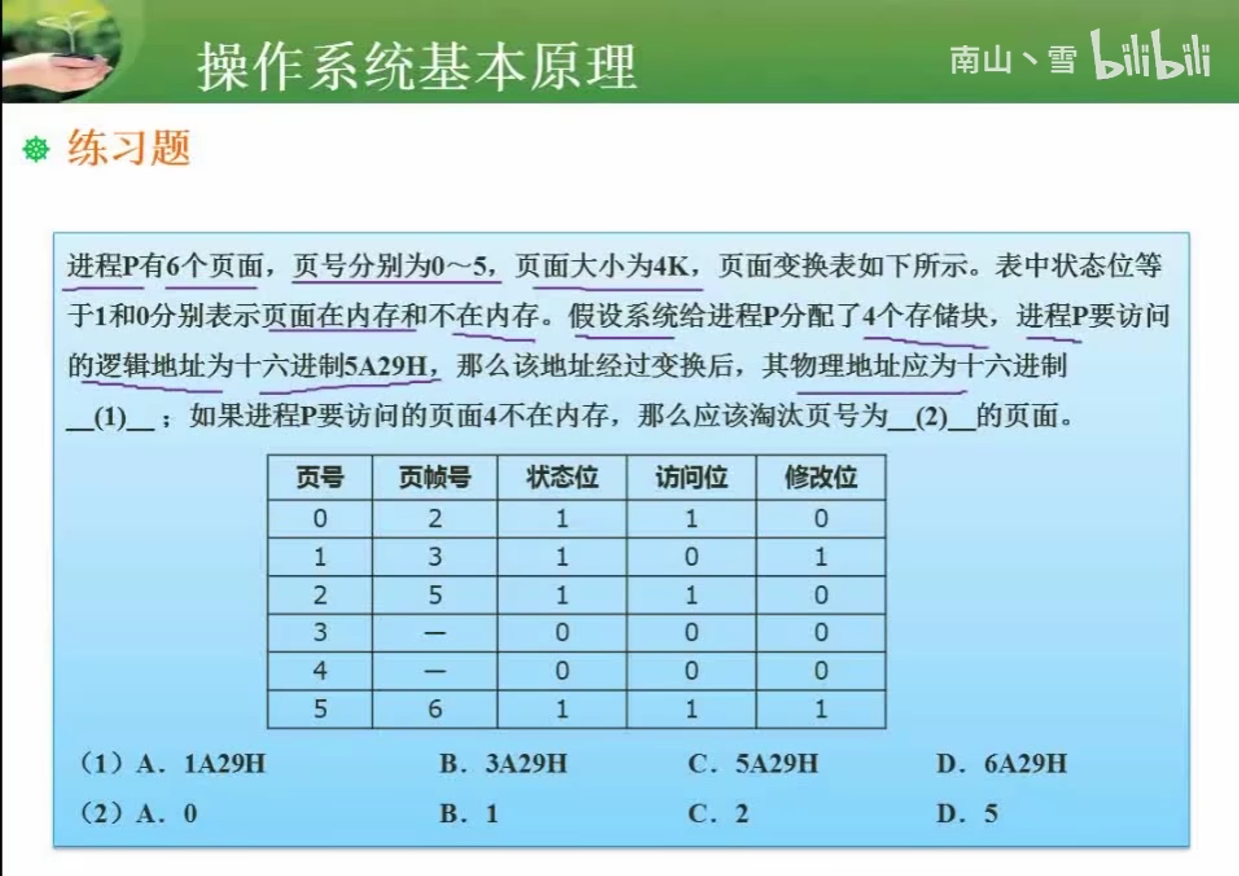 操作系统基本原理
南山丶雪 bilibili
练习题
进程P有6个页面，页号分别为0～5，页面大小为4K，页面变换表如下所示。表中状态位等
于1和0分别表示页面在内存和不在内存。假设系统给进程P分配了4个存储块，进程P要访问
的逻辑地址为十六进制5A29H，那么该地址经过变换后，其物理地址应为十六进制
__(1)__；如果进程P要访问的页面4不在内存，那么应该淘汰页号为__(2)__的页面。
页号 页帧号 状态位 访问位 修改位
0 2 1 1 0
1 3 1 0 1
2 5 1 1 0
3 — 0 0 0
4 — 0 0 0
5 6 1 1 1
（1）A．1A29H B．3A29H C．5A29H D．6A29H
（2）A．0 B．1 C．2 D．5